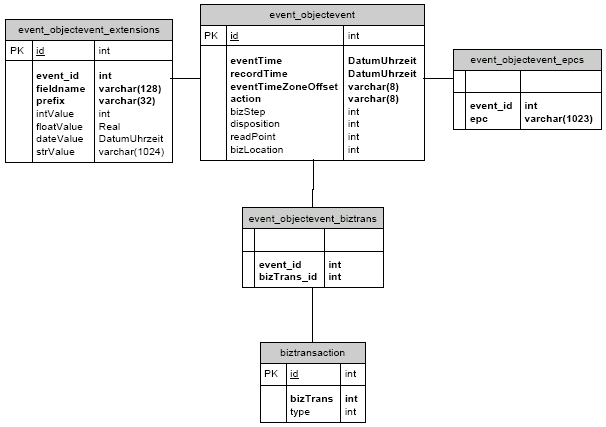 event_objectevent_extensions
PK id int
event_id int
fieldname varchar(128)
prefix varchar(32)
intValue int
floatValue Real
dateValue DatumUhrzeit
strValue varchar(1024)
event_objectevent
PK id int
eventTime DatumUhrzeit
recordTime DatumUhrzeit
eventTimeZoneOffset varchar(8)
action varchar(8)
bizStep int
disposition int
readPoint int
bizLocation int
event_objectevent_epcs
event_id int
epc varchar(1023)
event_objectevent_biztrans
event_id int
bizTrans_id int
biztransaction
PK id int
bizTrans int
type int